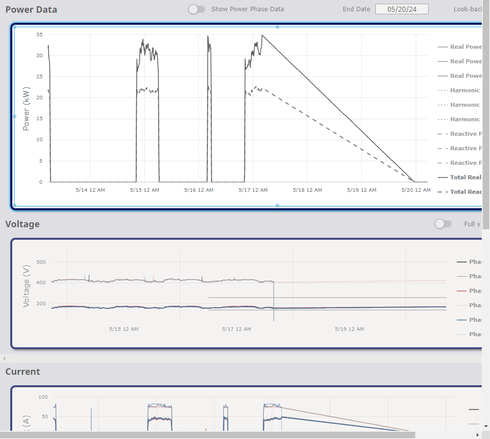 Power Data
Show Power Phase Data
End Date
05/20/24
Look-bac
Power (kW)
35
30
25
20
15
10
5
0
5/14 12 AM
5/15 12 AM
5/16 12 AM
5/17 12 AM
5/18 12 AM
5/19 12 AM
5/20 12 AM
Real Powe
Real Powe
Real Powe
Harmonic
Harmonic
Harmonic
Reactive F
Reactive F
Reactive F
Total Real
Total Reac
Voltage
Full y
Voltage (V)
500
400
300
5/15 12 AM
5/17 12 AM
5/19 12 AM
Phas
Phas
Phas
Phas
Phas
Phas
Current
(A)
100
50